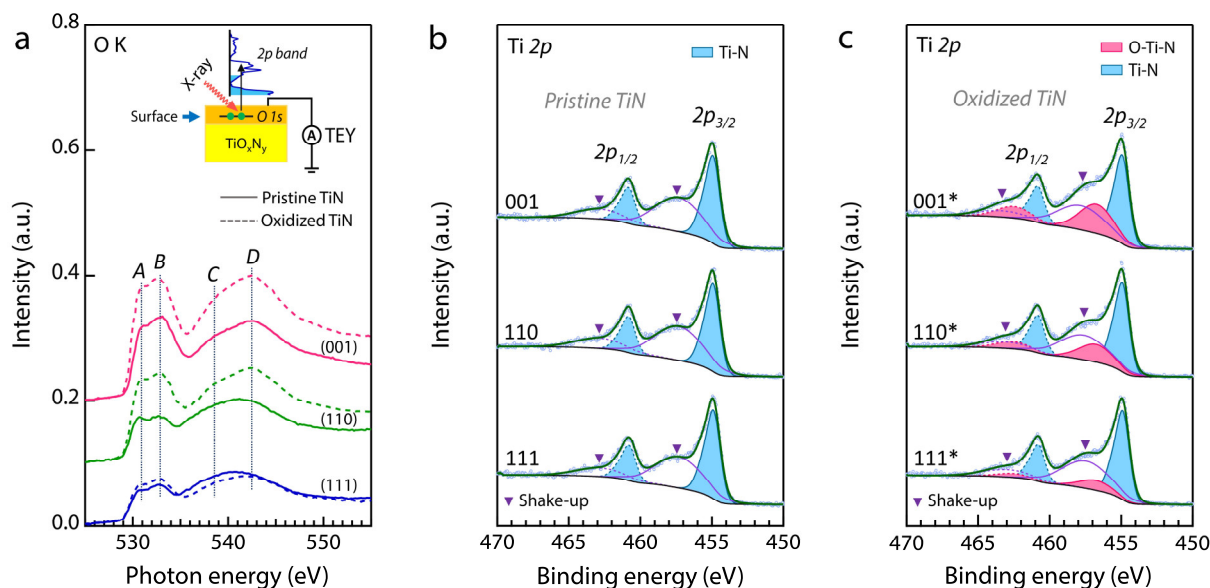 a
O K
2p band
X-ray
O 1s
Surface
TiOxNy
A
TEY
Pristine TiN
Oxidized TiN
A
B
C
D
(001)
(110)
(111)
0.8
0.6
0.4
0.2
0.0
530
540
550
Intensity (a.u.)
Photon energy (eV)
b
Ti 2p
Ti-N
Pristine TiN
2p3/2
2p1/2
001
110
111
Shake-up
470
465
460
455
450
Intensity (a.u.)
Binding energy (eV)
c
Ti 2p
O-Ti-N
Ti-N
Oxidized TiN
2p3/2
2p1/2
001*
110*
111*
Shake-up
470
465
460
455
450
Intensity (a.u.)
Binding energy (eV)